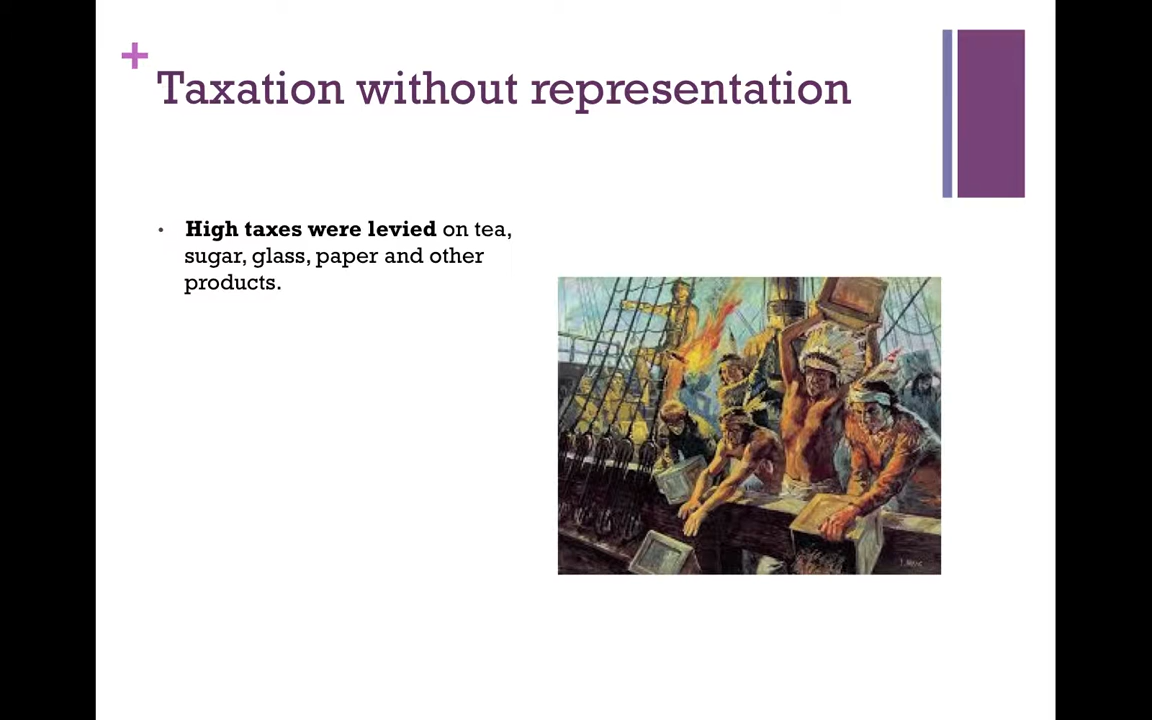 +
Taxation without representation
• High taxes were levied on tea,
sugar, glass, paper and other
products.